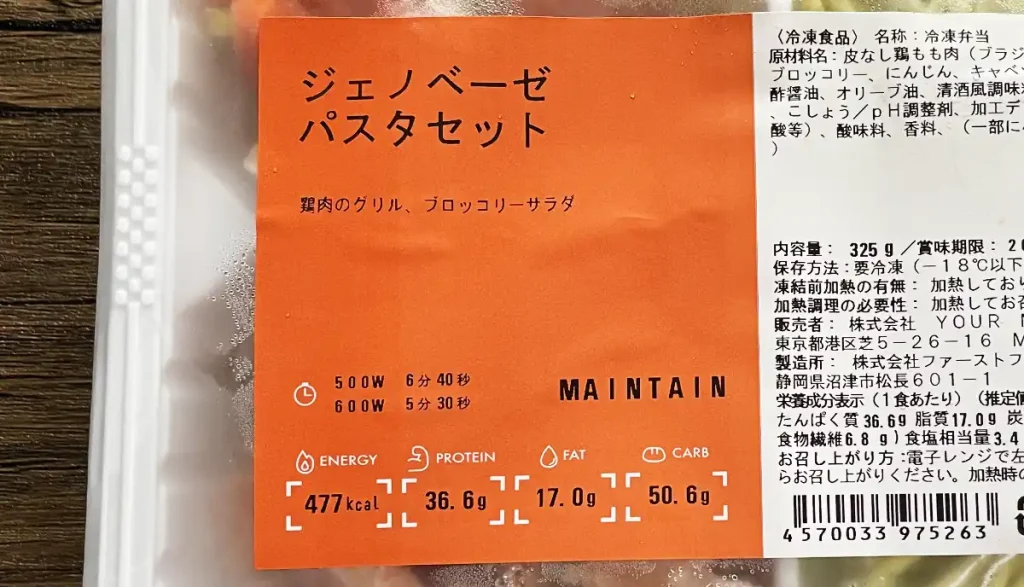 ジェノベーゼ
パスタセット
鶏肉のグリル、ブロッコリーサラダ
500W 6分40秒
600W 5分30秒
MAINTAIN
ENERGY PROTEIN FAT CARB
477kcal 36.6g 17.0g 50.6g
〈冷凍食品〉 名称：冷凍弁当
原材料名：皮なし鶏もも肉（ブラジ
ブロッコリー、にんじん、キャベ
酢醤油、オリーブ油、清酒風調味
、こしょう／pH調整剤、加工デ
酸等）、酸味料、香料、（一部に
）
内容量： 325g ／賞味期限： 20
保存方法：要冷凍（－18℃以下
凍結前加熱の有無： 加熱しており
加熱調理の必要性： 加熱してお召
販売者： 株式会社 YOUR
東京都港区芝5－26－16 M
製造所： 株式会社ファーストフ
静岡県沼津市松長601－1
栄養成分表示（1食あたり）（推定値
たんぱく質36.6g 脂質17.0g 炭
食物繊維6.8 g)食塩相当量3.4
お召し上がり方：電子レンジで左
らお召し上がりください。加熱時の
4570033 975263